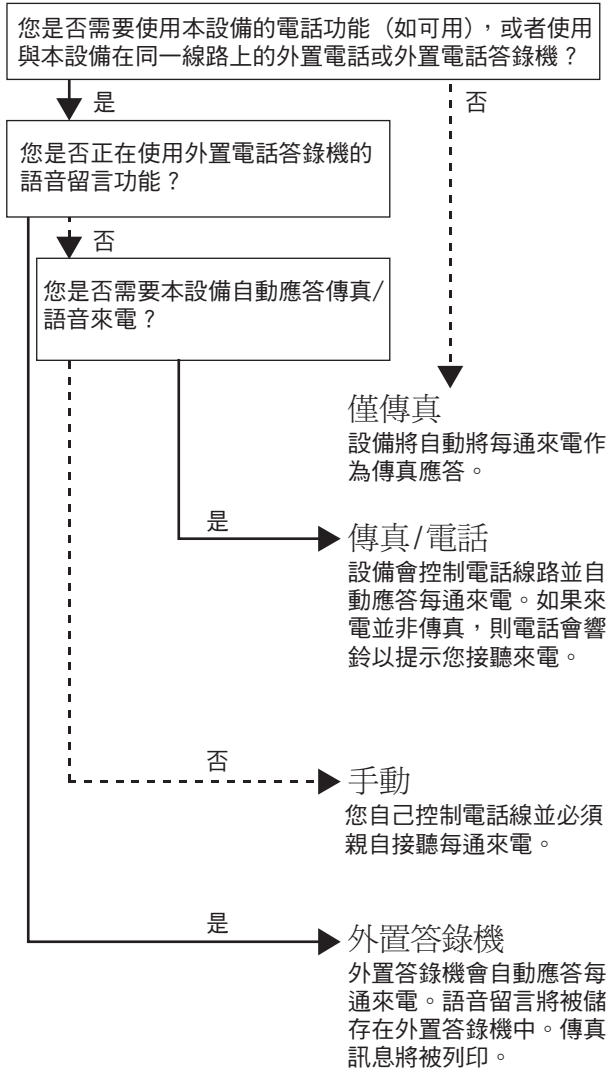 您是否需要使用本設備的電話功能（如可用），或者使用
與本設備在同一線路上的外置電話或外置電話答錄機？
是
否
您是否正在使用外置電話答錄機的
語音留言功能？
否
您是否需要本設備自動應答傳真/
語音來電？
僅傳真
設備將自動將每通來電作
為傳真應答。
是
傳真/電話
設備會控制電話線路並自
動應答每通來電。如果來
電並非傳真，則電話會響
鈴以提示您接聽來電。
否
手動
您自己控制電話線並必須
親自接聽每通來電。
是
外置答錄機
外置答錄機會自動應答每
通來電。語音留言將被儲
存在外置答錄機中。傳真
訊息將被列印。